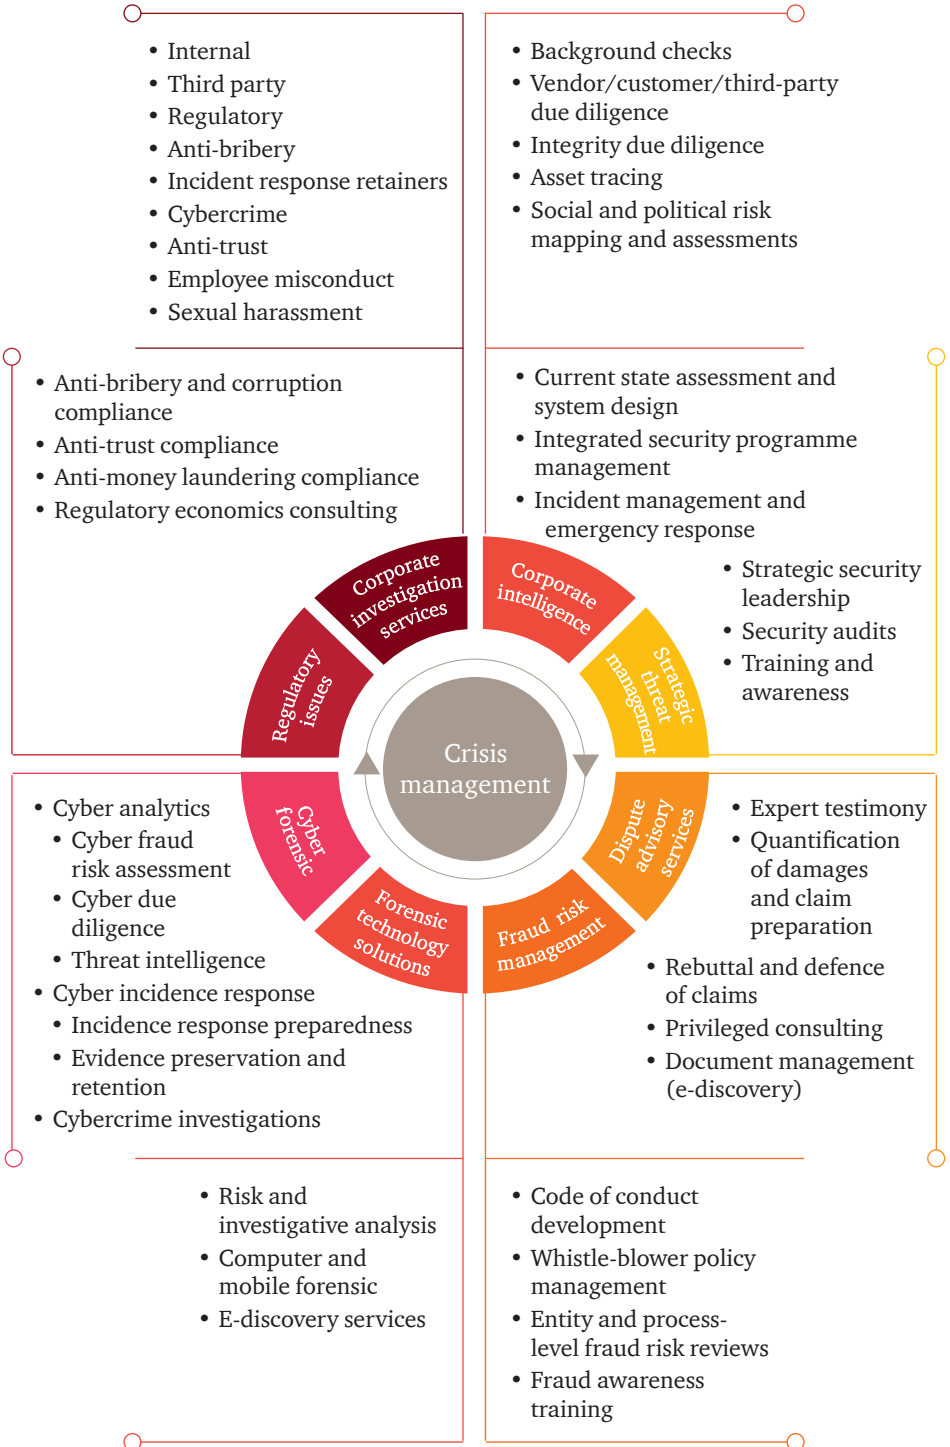 • Internal
• Third party
• Regulatory
• Anti-bribery
• Incident response retainers
• Cybercrime
• Anti-trust
• Employee misconduct
• Sexual harassment
• Background checks
• Vendor/customer/third-party
due diligence
• Integrity due diligence
• Asset tracing
• Social and political risk
mapping and assessments
• Anti-bribery and corruption
compliance
• Anti-trust compliance
• Anti-money laundering compliance
• Regulatory economics consulting
• Current state assessment and
system design
• Integrated security programme
management
• Incident management and
emergency response
• Strategic security
leadership
• Security audits
• Training and
awareness
Corporate
investigation
services
Corporate
intelligence
Regulatory
issues
Strategic
threat
management
Crisis
management
Cyber
forensic
Dispute
advisory
services
Forensic
technology
solutions
Fraud risk
management
• Cyber analytics
• Cyber fraud
risk assessment
• Cyber due
diligence
• Threat intelligence
• Cyber incidence response
• Incidence response preparedness
• Evidence preservation and
retention
• Cybercrime investigations
• Expert testimony
• Quantification
of damages
and claim
preparation
• Rebuttal and defence
of claims
• Privileged consulting
• Document management
(e-discovery)
• Risk and
investigative analysis
• Computer and
mobile forensic
• E-discovery services
• Code of conduct
development
• Whistle-blower policy
management
• Entity and process-
level fraud risk reviews
• Fraud awareness
training